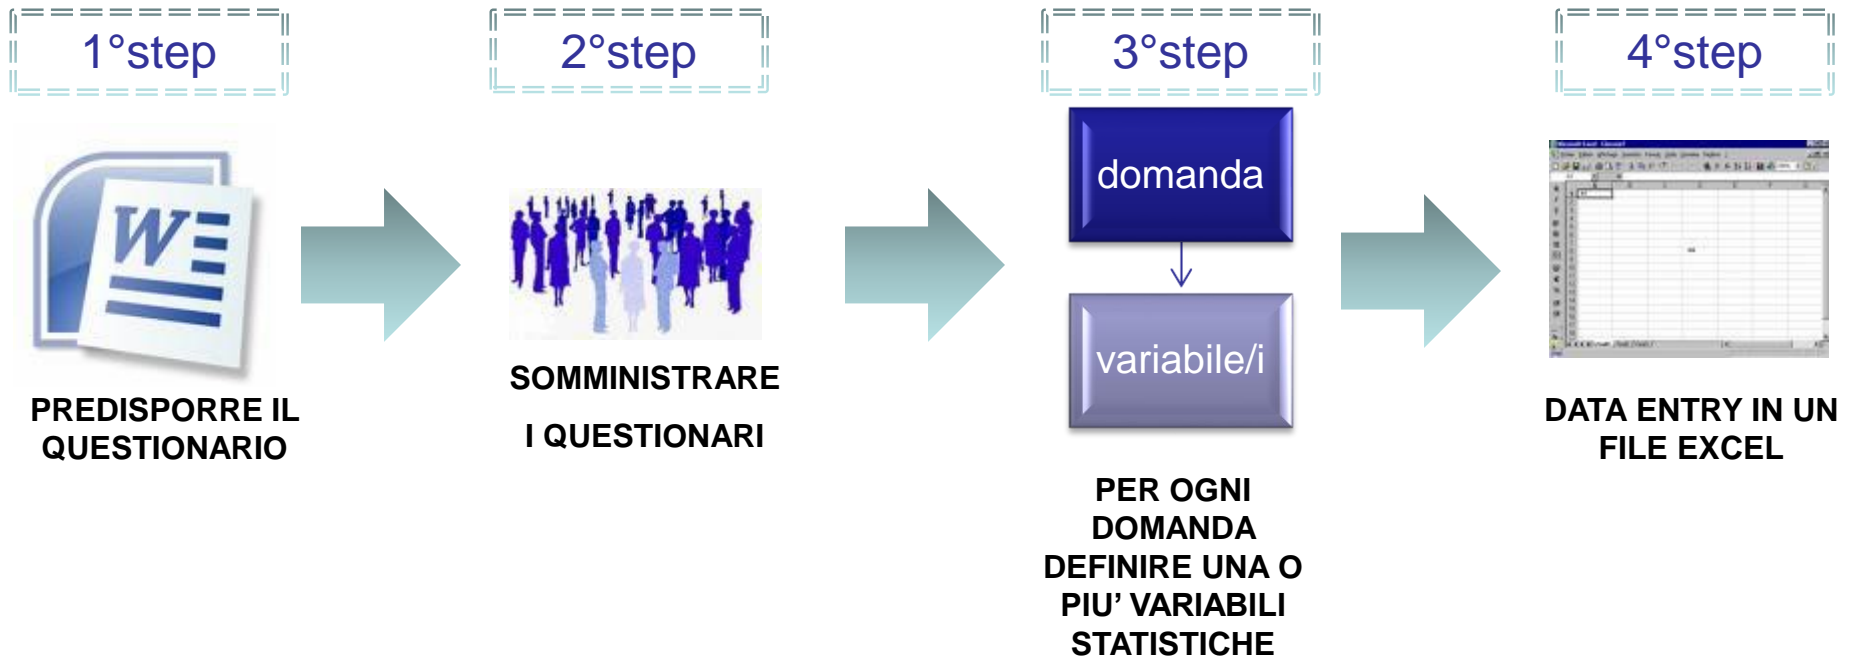 1°step
2°step
3°step
4°step
W
domanda
variabile/i
PREDISPORRE IL
QUESTIONARIO
SOMMINISTRARE
I QUESTIONARI
PER OGNI
DOMANDA
DEFINIRE UNA O
PIU’ VARIABILI
STATISTICHE
DATA ENTRY IN UN
FILE EXCEL